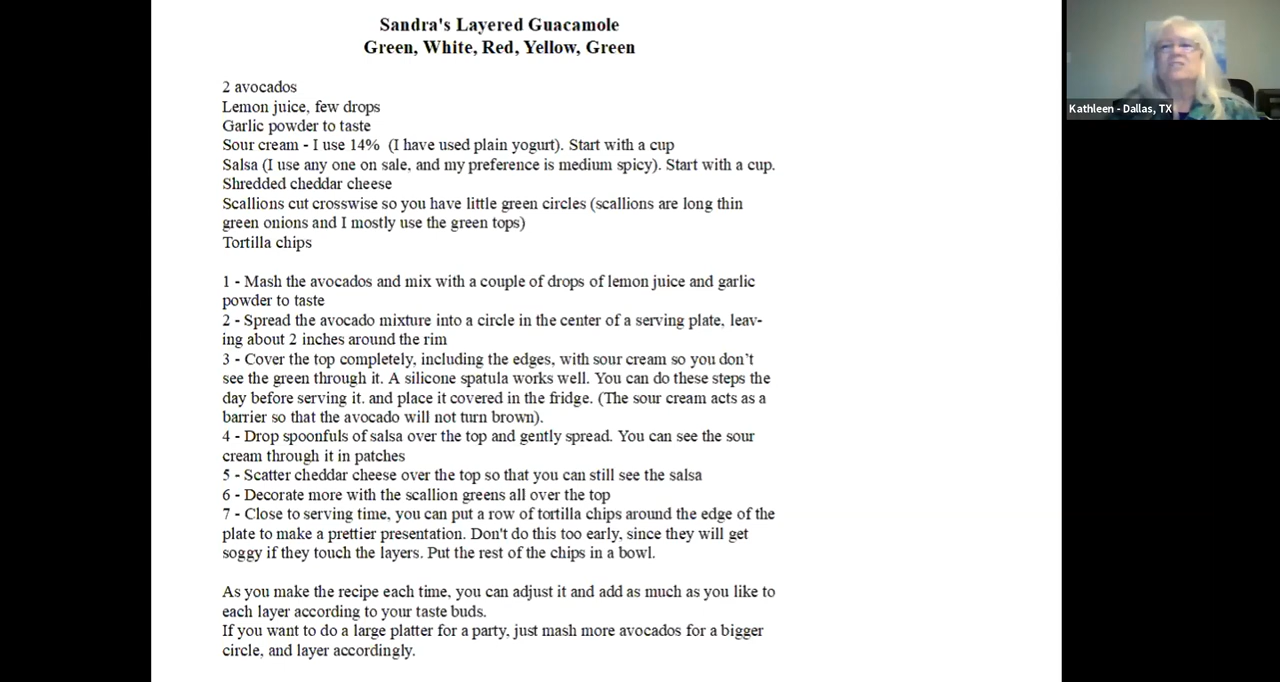 Sandra's Layered Guacamole
Green, White, Red, Yellow, Green
2 avocados
Lemon juice, few drops
Garlic powder to taste
Sour cream - I use 14%  (I have used plain yogurt). Start with a cup
Salsa (I use any one on sale, and my preference is medium spicy). Start with a cup.
Shredded cheddar cheese
Scallions cut crosswise so you have little green circles (scallions are long thin
green onions and I mostly use the green tops)
Tortilla chips
1 - Mash the avocados and mix with a couple of drops of lemon juice and garlic
powder to taste
2 - Spread the avocado mixture into a circle in the center of a serving plate, leav-
ing about 2 inches around the rim
3 - Cover the top completely, including the edges, with sour cream so you don't
see the green through it. A silicone spatula works well. You can do these steps the
day before serving it. and place it covered in the fridge. (The sour cream acts as a
barrier so that the avocado will not turn brown).
4 - Drop spoonfuls of salsa over the top and gently spread. You can see the sour
cream through it in patches
5 - Scatter cheddar cheese over the top so that you can still see the salsa
6 - Decorate more with the scallion greens all over the top
7 - Close to serving time, you can put a row of tortilla chips around the edge of the
plate to make a prettier presentation. Don't do this too early, since they will get
soggy if they touch the layers. Put the rest of the chips in a bowl.
As you make the recipe each time, you can adjust it and add as much as you like to
each layer according to your taste buds.
If you want to do a large platter for a party, just mash more avocados for a bigger
circle, and layer accordingly.
Kathleen - Dallas, TX